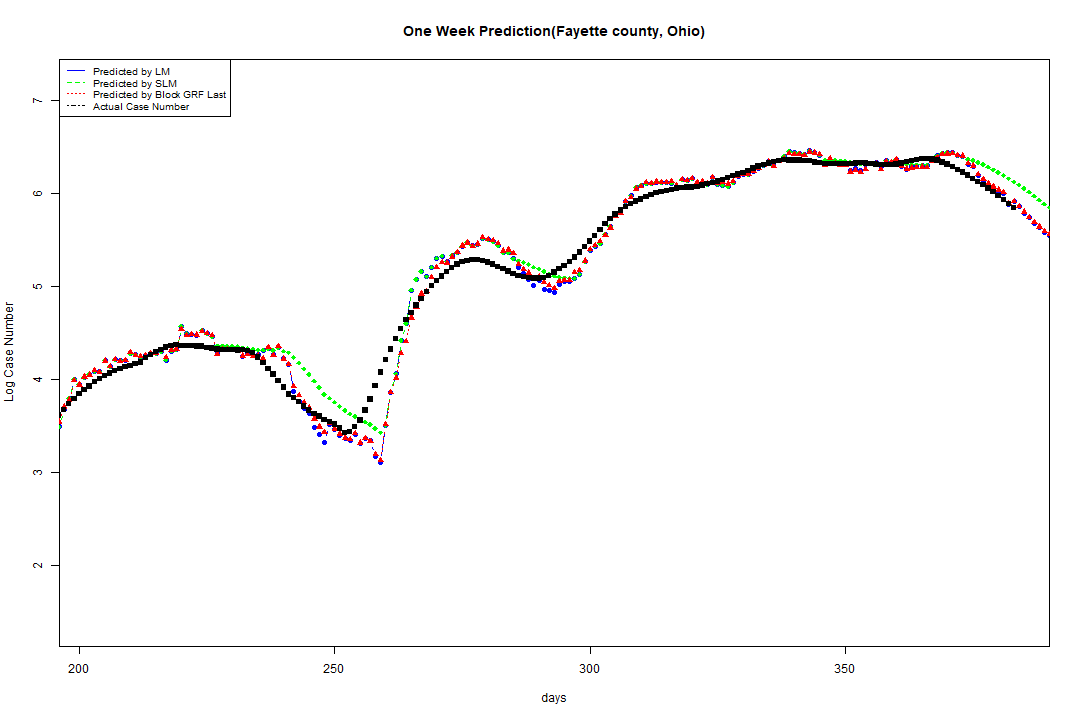 One Week Prediction(Fayette county, Ohio)
Predicted by LM
Predicted by SLM
Predicted by Block GRF Last
Actual Case Number
7
6
5
4
3
2
Log Case Number
200 250 300 350
days